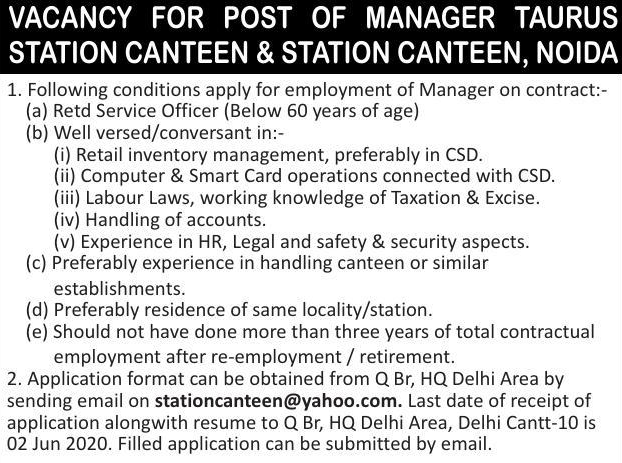 VACANCY FOR POST OF MANAGER TAURUS
STATION CANTEEN & STATION CANTEEN, NOIDA
1. Following conditions apply for employment of Manager on contract:-
(a) Retd Service Officer (Below 60 years of age)
(b) Well versed/conversant in:-
(i) Retail inventory management, preferably in CSD.
(ii) Computer & Smart Card operations connected with CSD.
(iii) Labour Laws, working knowledge of Taxation & Excise.
(iv) Handling of accounts.
(v) Experience in HR, Legal and safety & security aspects.
(c) Preferably experience in handling canteen or similar
establishments.
(d) Preferably residence of same locality/station.
(e) Should not have done more than three years of total contractual
employment after re-employment / retirement.
2. Application format can be obtained from Q Br, HQ Delhi Area by
sending email on stationcanteen@yahoo.com. Last date of receipt of
application alongwith resume to Q Br, HQ Delhi Area, Delhi Cantt-10 is
02 Jun 2020. Filled application can be submitted by email.